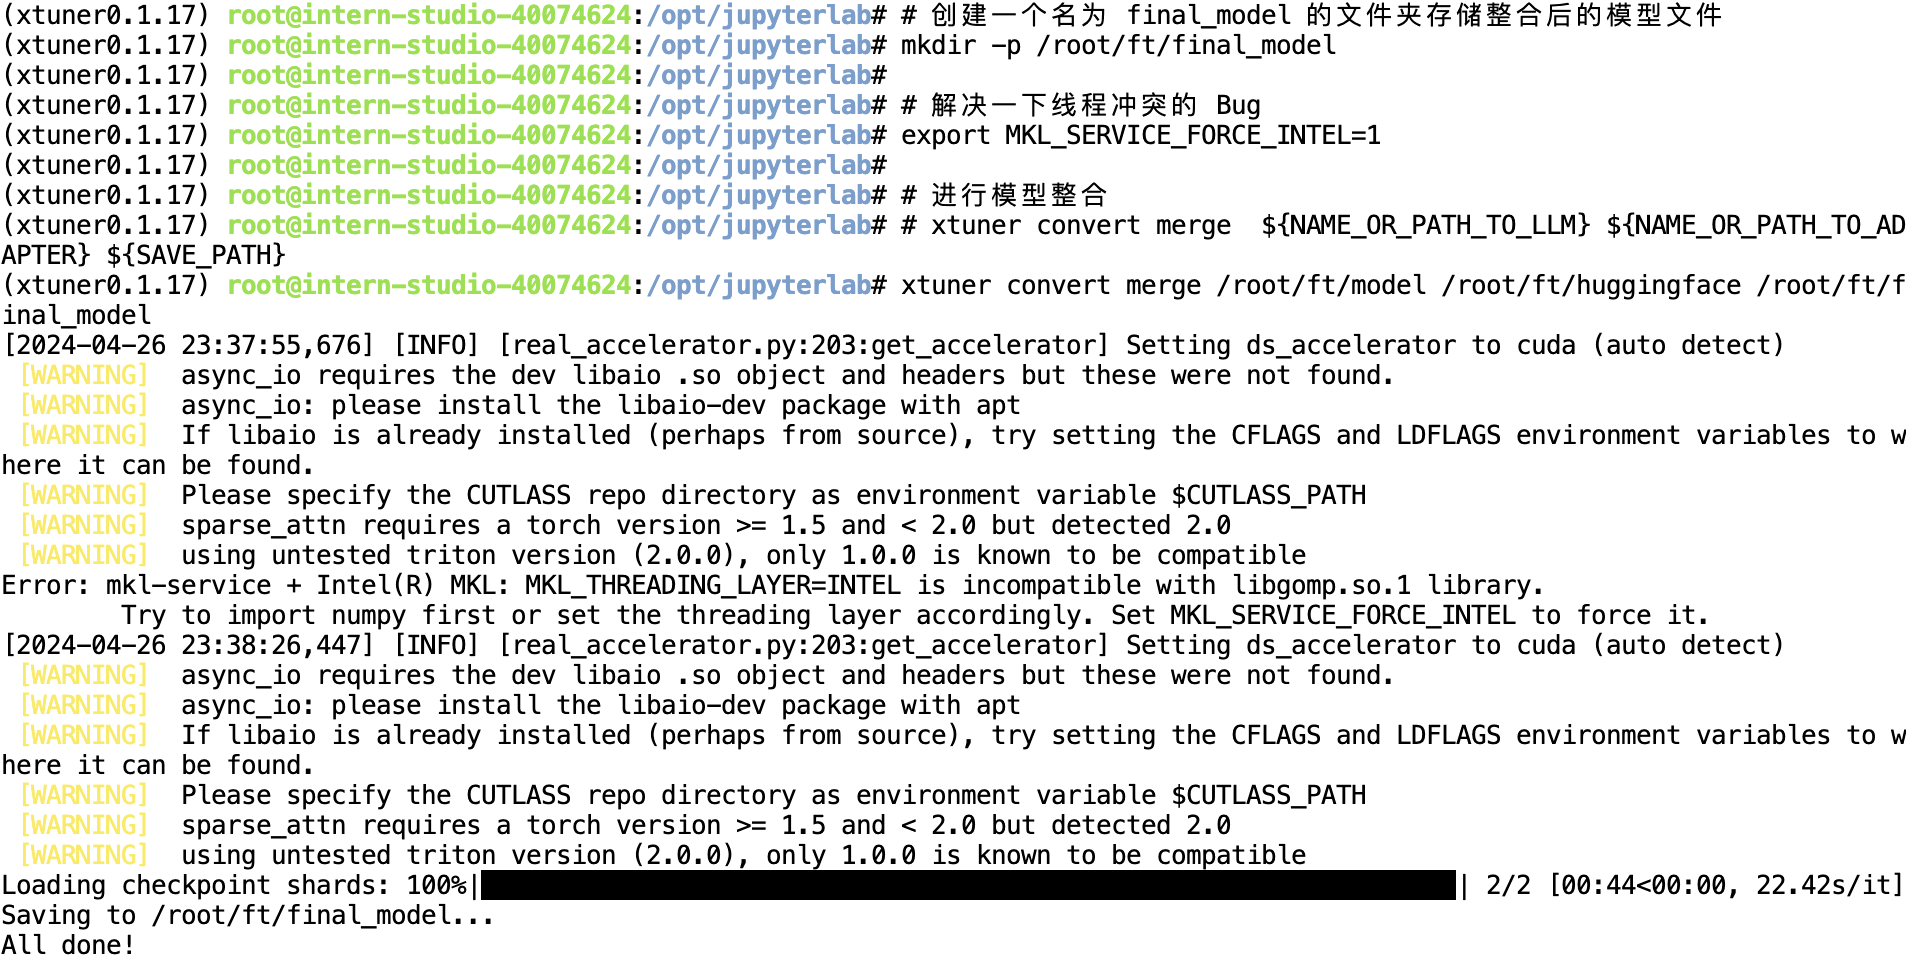 (xtuner0.1.17) root@intern-studio-40074624:/opt/jupyterlab# # 创建一个名为 final_model 的文件夹存储整合后的模型文件
(xtuner0.1.17) root@intern-studio-40074624:/opt/jupyterlab# mkdir -p /root/ft/final_model
(xtuner0.1.17) root@intern-studio-40074624:/opt/jupyterlab#
(xtuner0.1.17) root@intern-studio-40074624:/opt/jupyterlab# # 解决一下线程冲突的 Bug
(xtuner0.1.17) root@intern-studio-40074624:/opt/jupyterlab# export MKL_SERVICE_FORCE_INTEL=1
(xtuner0.1.17) root@intern-studio-40074624:/opt/jupyterlab#
(xtuner0.1.17) root@intern-studio-40074624:/opt/jupyterlab# # 进行模型整合
(xtuner0.1.17) root@intern-studio-40074624:/opt/jupyterlab# # xtuner convert merge  ${NAME_OR_PATH_TO_LLM} ${NAME_OR_PATH_TO_AD
APTER} ${SAVE_PATH}
(xtuner0.1.17) root@intern-studio-40074624:/opt/jupyterlab# xtuner convert merge /root/ft/model /root/ft/huggingface /root/ft/f
inal_model
[2024-04-26 23:37:55,676] [INFO] [real_accelerator.py:203:get_accelerator] Setting ds_accelerator to cuda (auto detect)
[WARNING]  async_io requires the dev libaio .so object and headers but these were not found.
[WARNING]  async_io: please install the libaio-dev package with apt
[WARNING]  If libaio is already installed (perhaps from source), try setting the CFLAGS and LDFLAGS environment variables to w
here it can be found.
[WARNING]  Please specify the CUTLASS repo directory as environment variable $CUTLASS_PATH
[WARNING]  sparse_attn requires a torch version >= 1.5 and < 2.0 but detected 2.0
[WARNING]  using untested triton version (2.0.0), only 1.0.0 is known to be compatible
Error: mkl-service + Intel(R) MKL: MKL_THREADING_LAYER=INTEL is incompatible with libgomp.so.1 library.
Try to import numpy first or set the threading layer accordingly. Set MKL_SERVICE_FORCE_INTEL to force it.
[2024-04-26 23:38:26,447] [INFO] [real_accelerator.py:203:get_accelerator] Setting ds_accelerator to cuda (auto detect)
[WARNING]  async_io requires the dev libaio .so object and headers but these were not found.
[WARNING]  async_io: please install the libaio-dev package with apt
[WARNING]  If libaio is already installed (perhaps from source), try setting the CFLAGS and LDFLAGS environment variables to w
here it can be found.
[WARNING]  Please specify the CUTLASS repo directory as environment variable $CUTLASS_PATH
[WARNING]  sparse_attn requires a torch version >= 1.5 and < 2.0 but detected 2.0
[WARNING]  using untested triton version (2.0.0), only 1.0.0 is known to be compatible
Loading checkpoint shards: 100%|| 2/2 [00:44<00:00, 22.42s/it]
Saving to /root/ft/final_model...
All done!